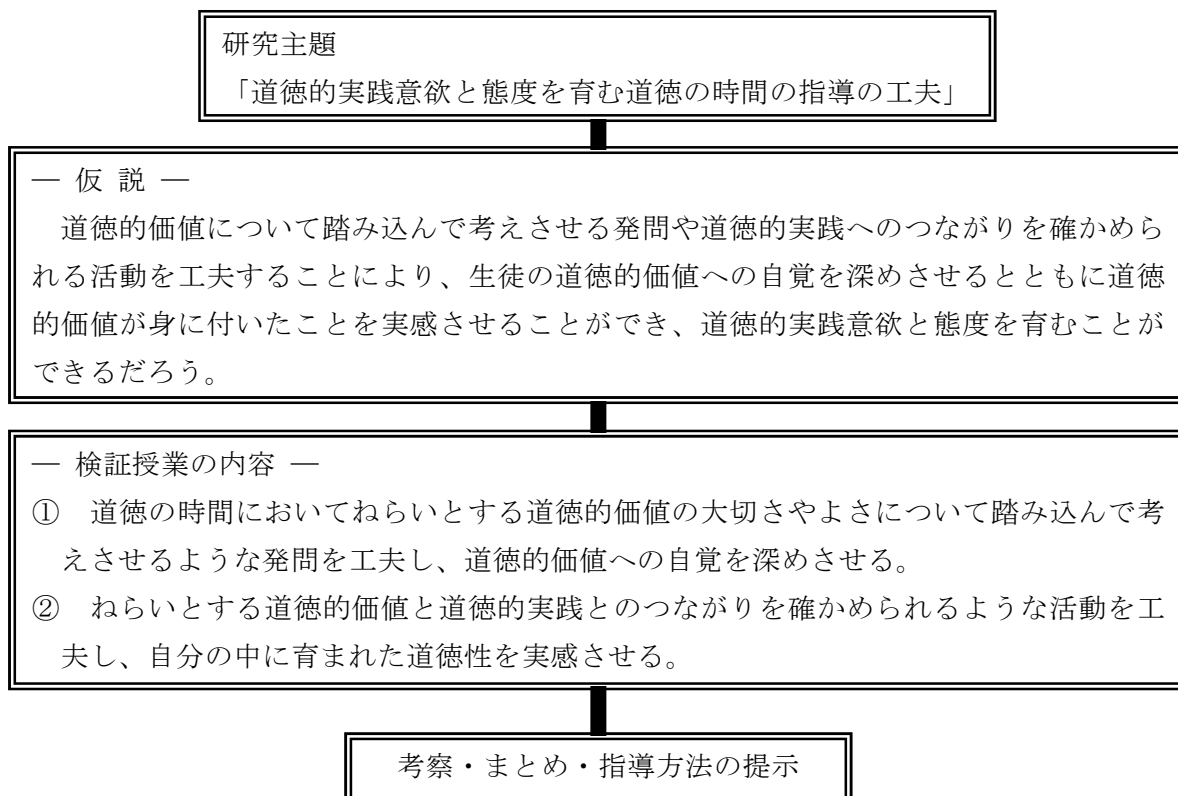 研究主題
「道徳的実践意欲と態度を育む道徳の時間の指導の工夫」
― 仮 説 ―
道徳的価値について踏み込んで考えさせる発問や道徳的実践へのつながりを確かめら
れる活動を工夫することにより、生徒の道徳的価値への自覚を深めさせるとともに道徳
的価値が身に付いたことを実感させることができ、道徳的実践意欲と態度を育むことが
できるだろう。
― 検証授業の内容 ―
① 道徳の時間においてねらいとする道徳的価値の大切さやよさについて踏み込んで考
えさせるような発問を工夫し、道徳的価値への自覚を深めさせる。
② ねらいとする道徳的価値と道徳的実践とのつながりを確かめられるような活動を工
夫し、自分の中に育まれた道徳性を実感させる。
考察・まとめ・指導方法の提示